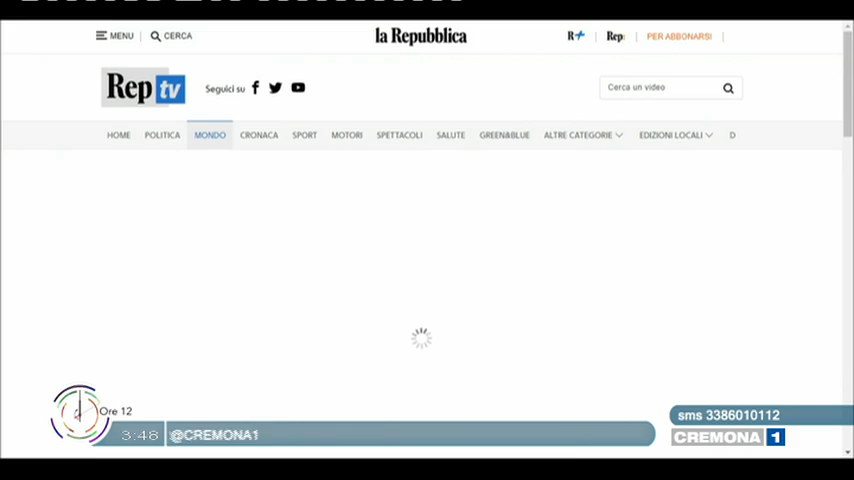 MENU CERCA la Repubblica R+ Rep: PER ABBONARSI
Rep tv Seguici su Cerca un video
HOME POLITICA MONDO CRONACA SPORT MOTORI SPETTACOLI SALUTE GREEN&BLUE ALTRE CATEGORIE EDIZIONI LOCALI D
Ore 12
sms 3386010112
3:48 @CREMONA1
CREMONA 1